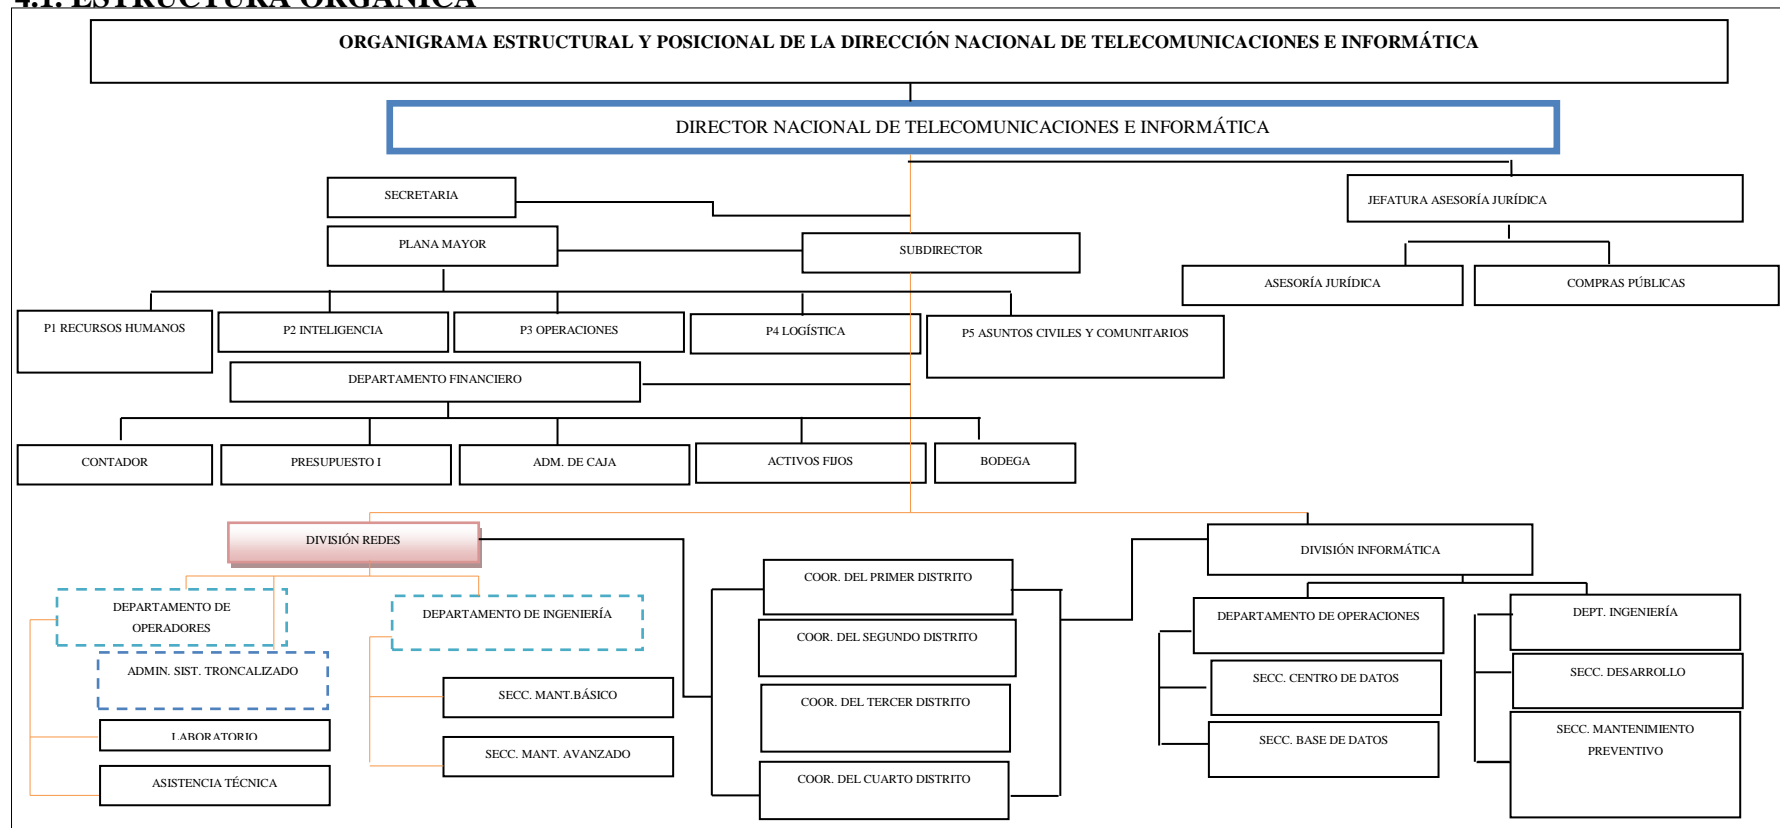 4.1. ESTRUCTURA ORGÁNICA
ORGANIGRAMA ESTRUCTURAL Y POSICIONAL DE LA DIRECCIÓN NACIONAL DE TELECOMUNICACIONES E INFORMÁTICA
DIRECTOR NACIONAL DE TELECOMUNICACIONES E INFORMÁTICA
SECRETARIA
JEFATURA ASESORÍA JURÍDICA
PLANA MAYOR
SUBDIRECTOR
ASESORÍA JURÍDICA
COMPRAS PÚBLICAS
P1 RECURSOS HUMANOS
P2 INTELIGENCIA
P3 OPERACIONES
P4 LOGÍSTICA
P5 ASUNTOS CIVILES Y COMUNITARIOS
DEPARTAMENTO FINANCIERO
CONTADOR
PRESUPUESTO I
ADM. DE CAJA
ACTIVOS FIJOS
BODEGA
DIVISIÓN REDES
DIVISIÓN INFORMÁTICA
DEPARTAMENTO DE
OPERADORES
ADMIN. SIST. TRONCALIZADO
LABORATORIO
ASISTENCIA TÉCNICA
DEPARTAMENTO DE INGENIERÍA
SECC. MANT.BÁSICO
SECC. MANT. AVANZADO
COOR. DEL PRIMER DISTRITO
COOR. DEL SEGUNDO DISTRITO
COOR. DEL TERCER DISTRITO
COOR. DEL CUARTO DISTRITO
DEPARTAMENTO DE OPERACIONES
SECC. CENTRO DE DATOS
SECC. BASE DE DATOS
DEPT. INGENIERÍA
SECC. DESARROLLO
SECC. MANTENIMIENTO
PREVENTIVO